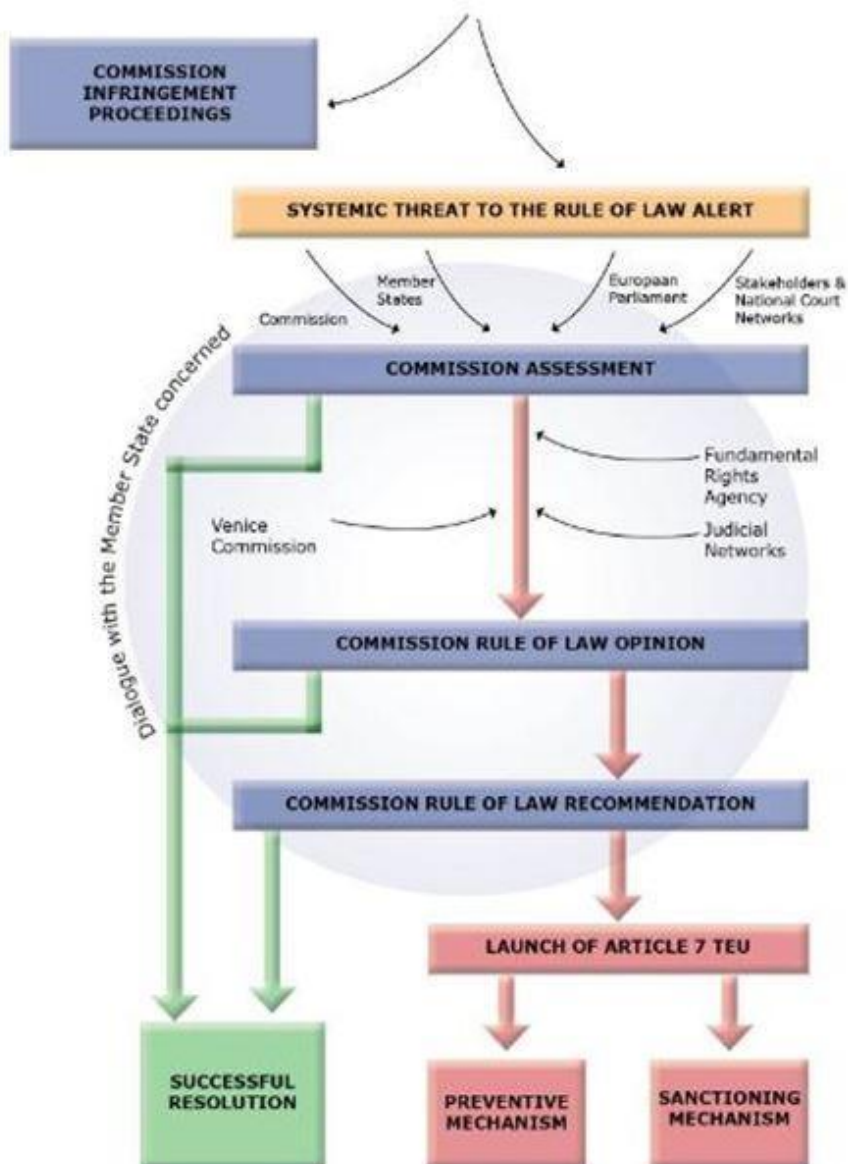 COMMISSION
INFRINGEMENT
PROCEEDINGS
SYSTEMIC THREAT TO THE RULE OF LAW ALERT
Commission
Member
States
Europaan
Parliament
Stakeholders &
National Court
Networks
Dialogue with the Member State concerned
COMMISSION ASSESSMENT
Fundamental
Rights
Agency
Venice
Commission
Judicial
Networks
COMMISSION RULE OF LAW OPINION
COMMISSION RULE OF LAW RECOMMENDATION
LAUNCH OF ARTICLE 7 TEU
SUCCESSFUL
RESOLUTION
PREVENTIVE
MECHANISM
SANCTIONING
MECHANISM